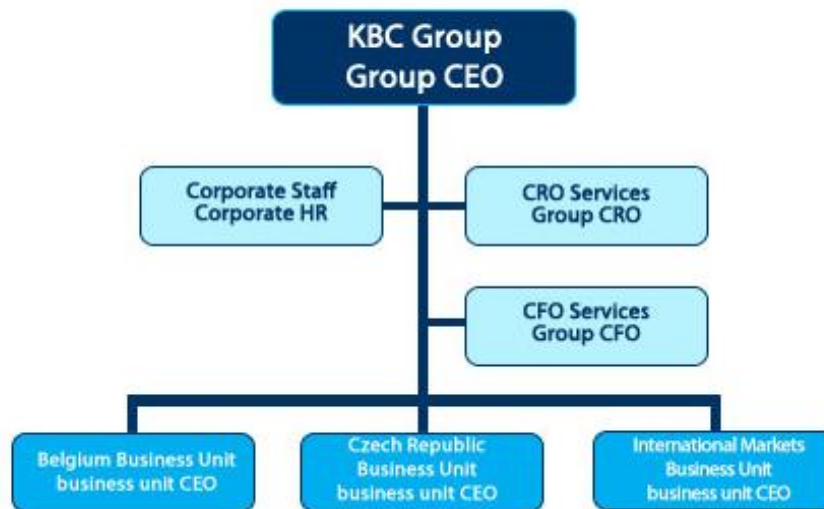 KBC Group
Group CEO
Corporate Staff
Corporate HR
CRO Services
Group CRO
CFO Services
Group CFO
Belgium Business Unit
business unit CEO
Czech Republic
Business Unit
business unit CEO
International Markets
Business Unit
business unit CEO